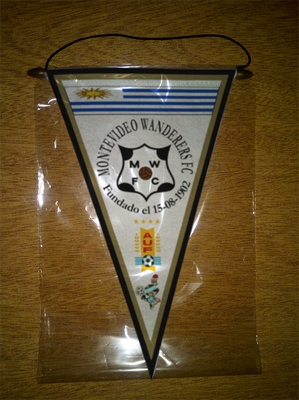 MONTEVIDEO WANDERERS FC
M W
F C
Fundado el 15-08-1902
AUF